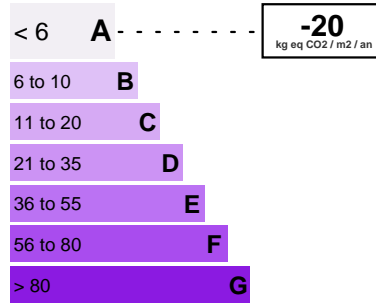 < 6 A
-20
kg eq CO2 / m2 / an
6 to 10 B
11 to 20 C
21 to 35 D
36 to 55 E
56 to 80 F
> 80 G